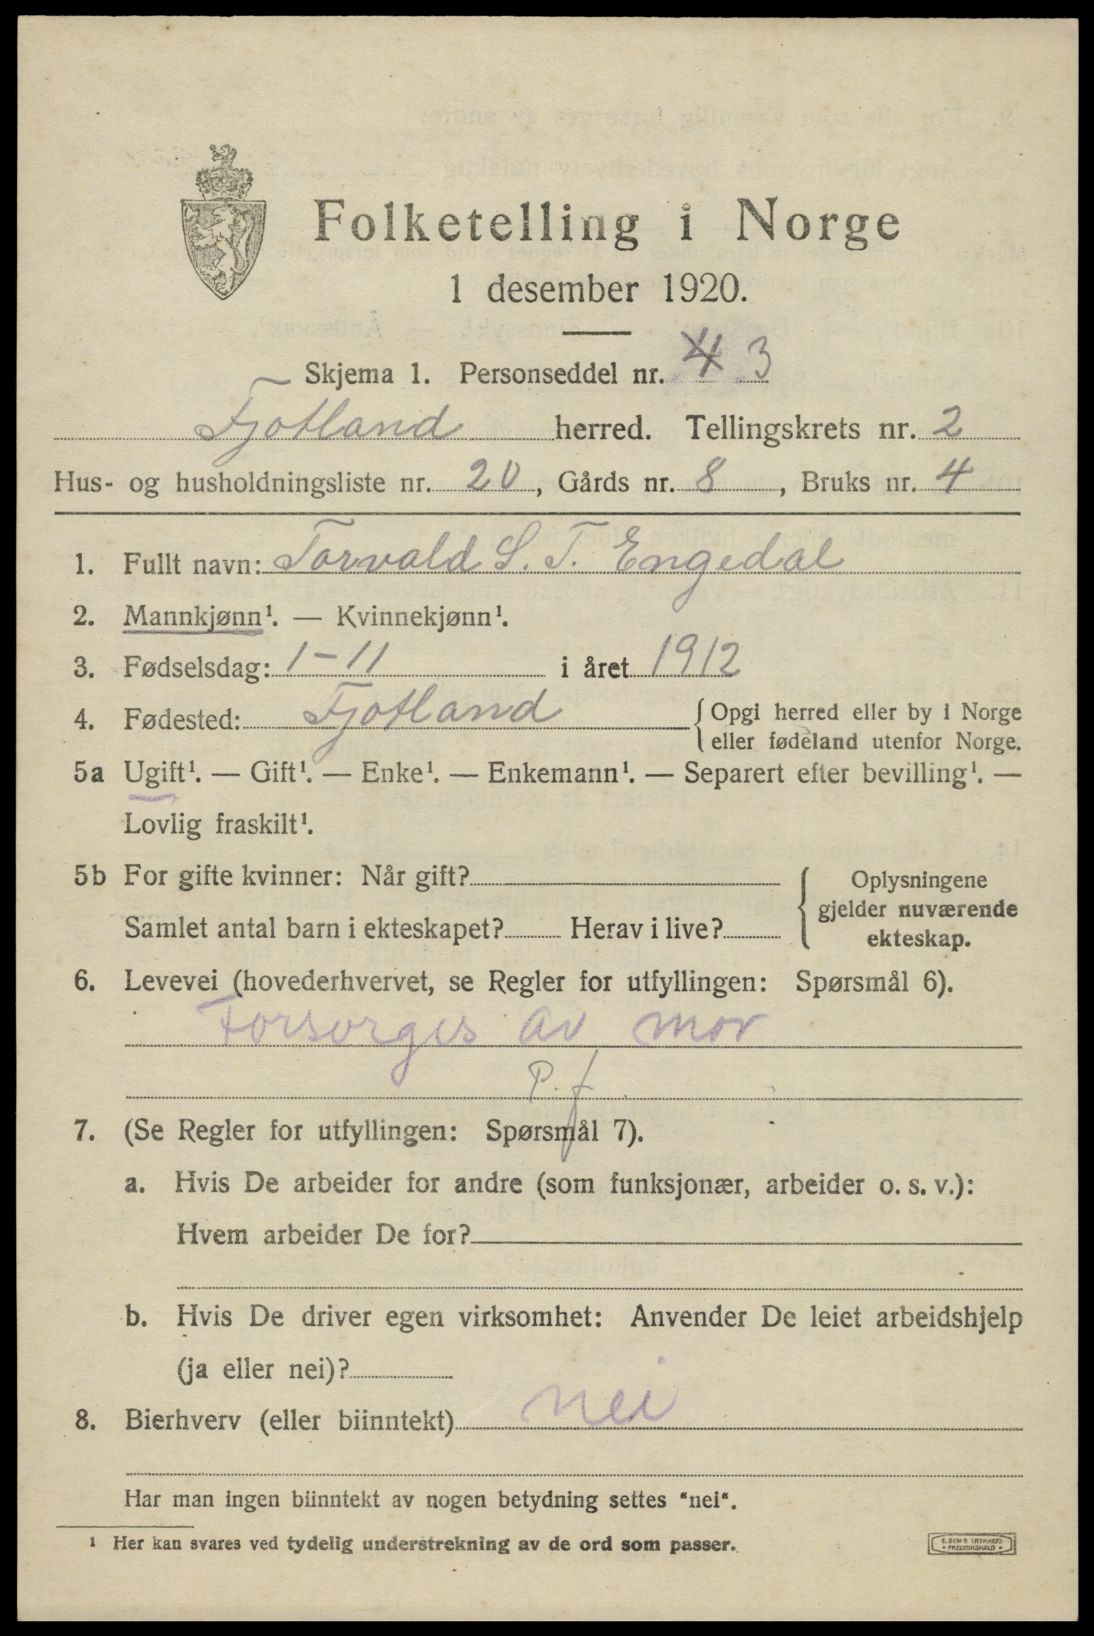 Folketelling i Norge
1 desember 1920.
Skjema 1. Personseddel nr. 4 3
Fjotland herred. Tellingskrets nr. 2
Hus- og husholdningsliste nr. 20, Gårds nr. 8, Bruks nr. 4
1. Fullt navn: Torvald S. T. Engedal
2. Mannkjønn¹. — Kvinnekjønn¹.
3. Fødselsdag: 1-11 i året 1912
4. Fødested: Fjotland { Opgi herred eller by i Norge
eller fødeland utenfor Norge.
5a Ugift¹. — Gift¹. — Enke¹. — Enkemann¹. — Separert efter bevilling¹. —
Lovlig fraskilt¹.
5b For gifte kvinner: Når gift?
Samlet antal barn i ekteskapet? Herav i live?
Oplysningene
gjelder nuværende
ekteskap.
6. Levevei (hovederhvervet, se Regler for utfyllingen: Spørsmål 6).
Forsorges av mor
P. f.
7. (Se Regler for utfyllingen: Spørsmål 7).
a. Hvis De arbeider for andre (som funksjonær, arbeider o. s. v.):
Hvem arbeider De for?
b. Hvis De driver egen virksomhet: Anvender De leiet arbeidshjelp
(ja eller nei)?
8. Bierhverv (eller biinntekt) nei
Har man ingen biinntekt av nogen betydning settes "nei".
¹ Her kan svares ved tydelig understrekning av de ord som passer.
E. SEM'S TRYKKERI
FREDRIKSHALD